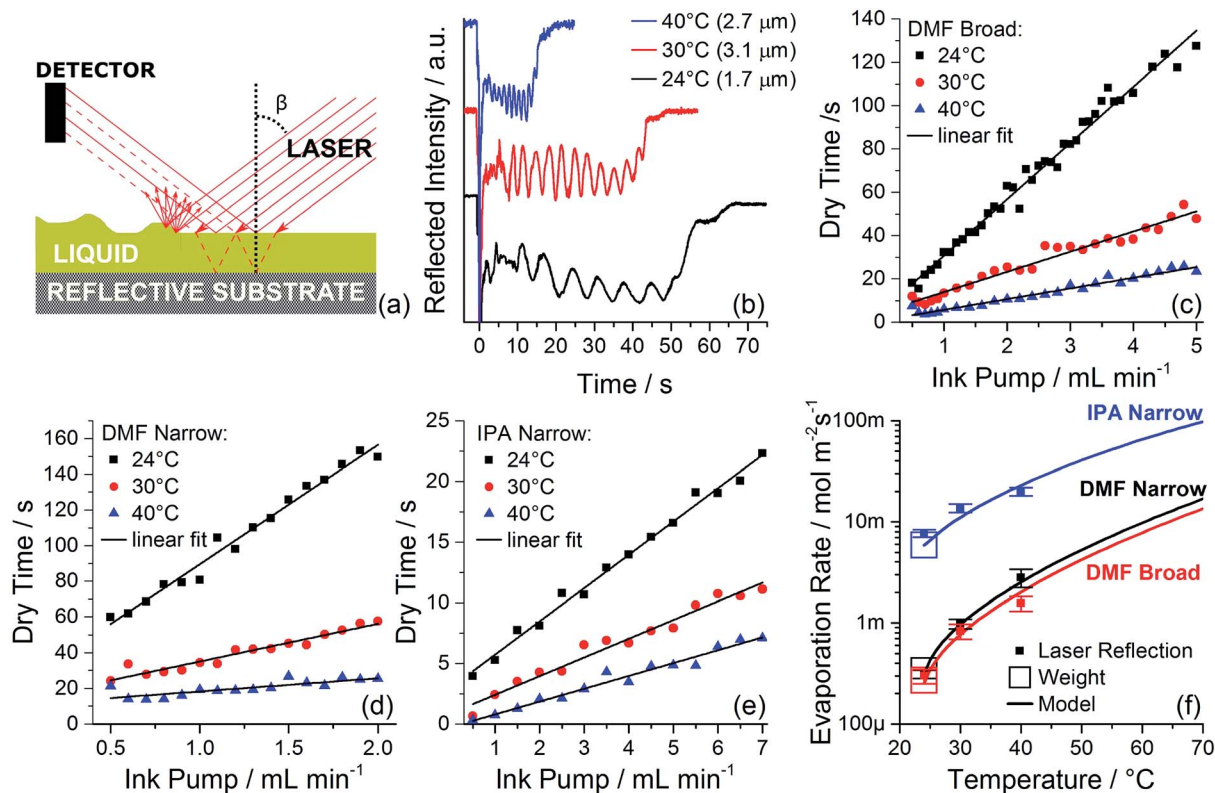 DETECTOR
β
LASER
LIQUID
REFLECTIVE SUBSTRATE
(a)
Reflected Intensity / a.u.
40°C (2.7 μm)
30°C (3.1 μm)
24°C (1.7 μm)
0 10 20 30 40 50 60 70
Time / s
(b)
Dry Time /s
140
120
100
80
60
40
20
0
DMF Broad:
24°C
30°C
40°C
linear fit
(c)
1 2 3 4 5
Ink Pump / mL min⁻¹
Dry Time / s
160
140
120
100
80
60
40
20
0
DMF Narrow:
24°C
30°C
40°C
linear fit
(d)
0.5 1.0 1.5 2.0
Ink Pump / mL min⁻¹
Dry Time / s
25
20
15
10
5
0
IPA Narrow:
24°C
30°C
40°C
linear fit
(e)
1 2 3 4 5 6 7
Ink Pump / mL min⁻¹
Evaporation Rate / mol m⁻²s⁻¹
100m
10m
1m
100μ
IPA Narrow
DMF Narrow
DMF Broad
Laser Reflection
Weight
Model
(f)
20 30 40 50 60 70
Temperature / °C